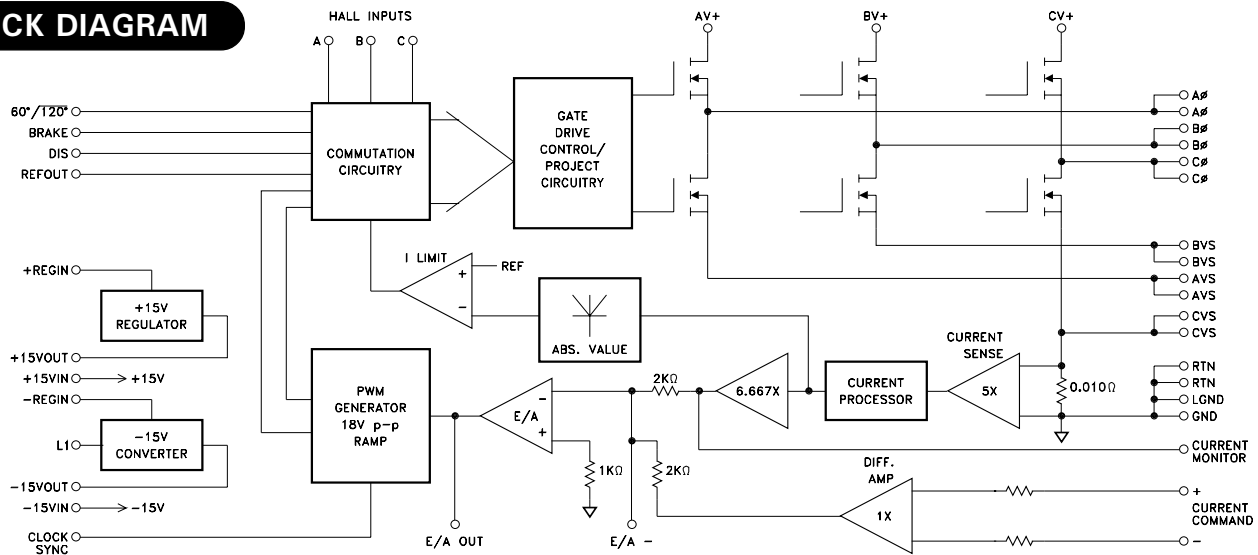 CK DIAGRAM
HALL INPUTS
A
B
C
AV+
BV+
CV+
60°/120°
BRAKE
DIS
REFOUT
COMMUTATION
CIRCUITRY
GATE
DRIVE
CONTROL/
PROJECT
CIRCUITRY
AØ
AØ
BØ
BØ
CØ
CØ
BVS
BVS
AVS
AVS
CVS
CVS
RTN
RTN
LGND
GND
+REGIN
+15V
REGULATOR
+15VOUT
+15VIN
+15V
-REGIN
L1
-15V
CONVERTER
-15VOUT
-15VIN
-15V
CLOCK
SYNC
I LIMIT
+
-
REF
ABS. VALUE
CURRENT
SENSE
5X
0.010Ω
CURRENT
PROCESSOR
6.667X
2KΩ
PWM
GENERATOR
18V p-p
RAMP
E/A
-
+
1KΩ
2KΩ
E/A OUT
E/A -
DIFF.
AMP
1X
CURRENT
MONITOR
+
CURRENT
COMMAND
-